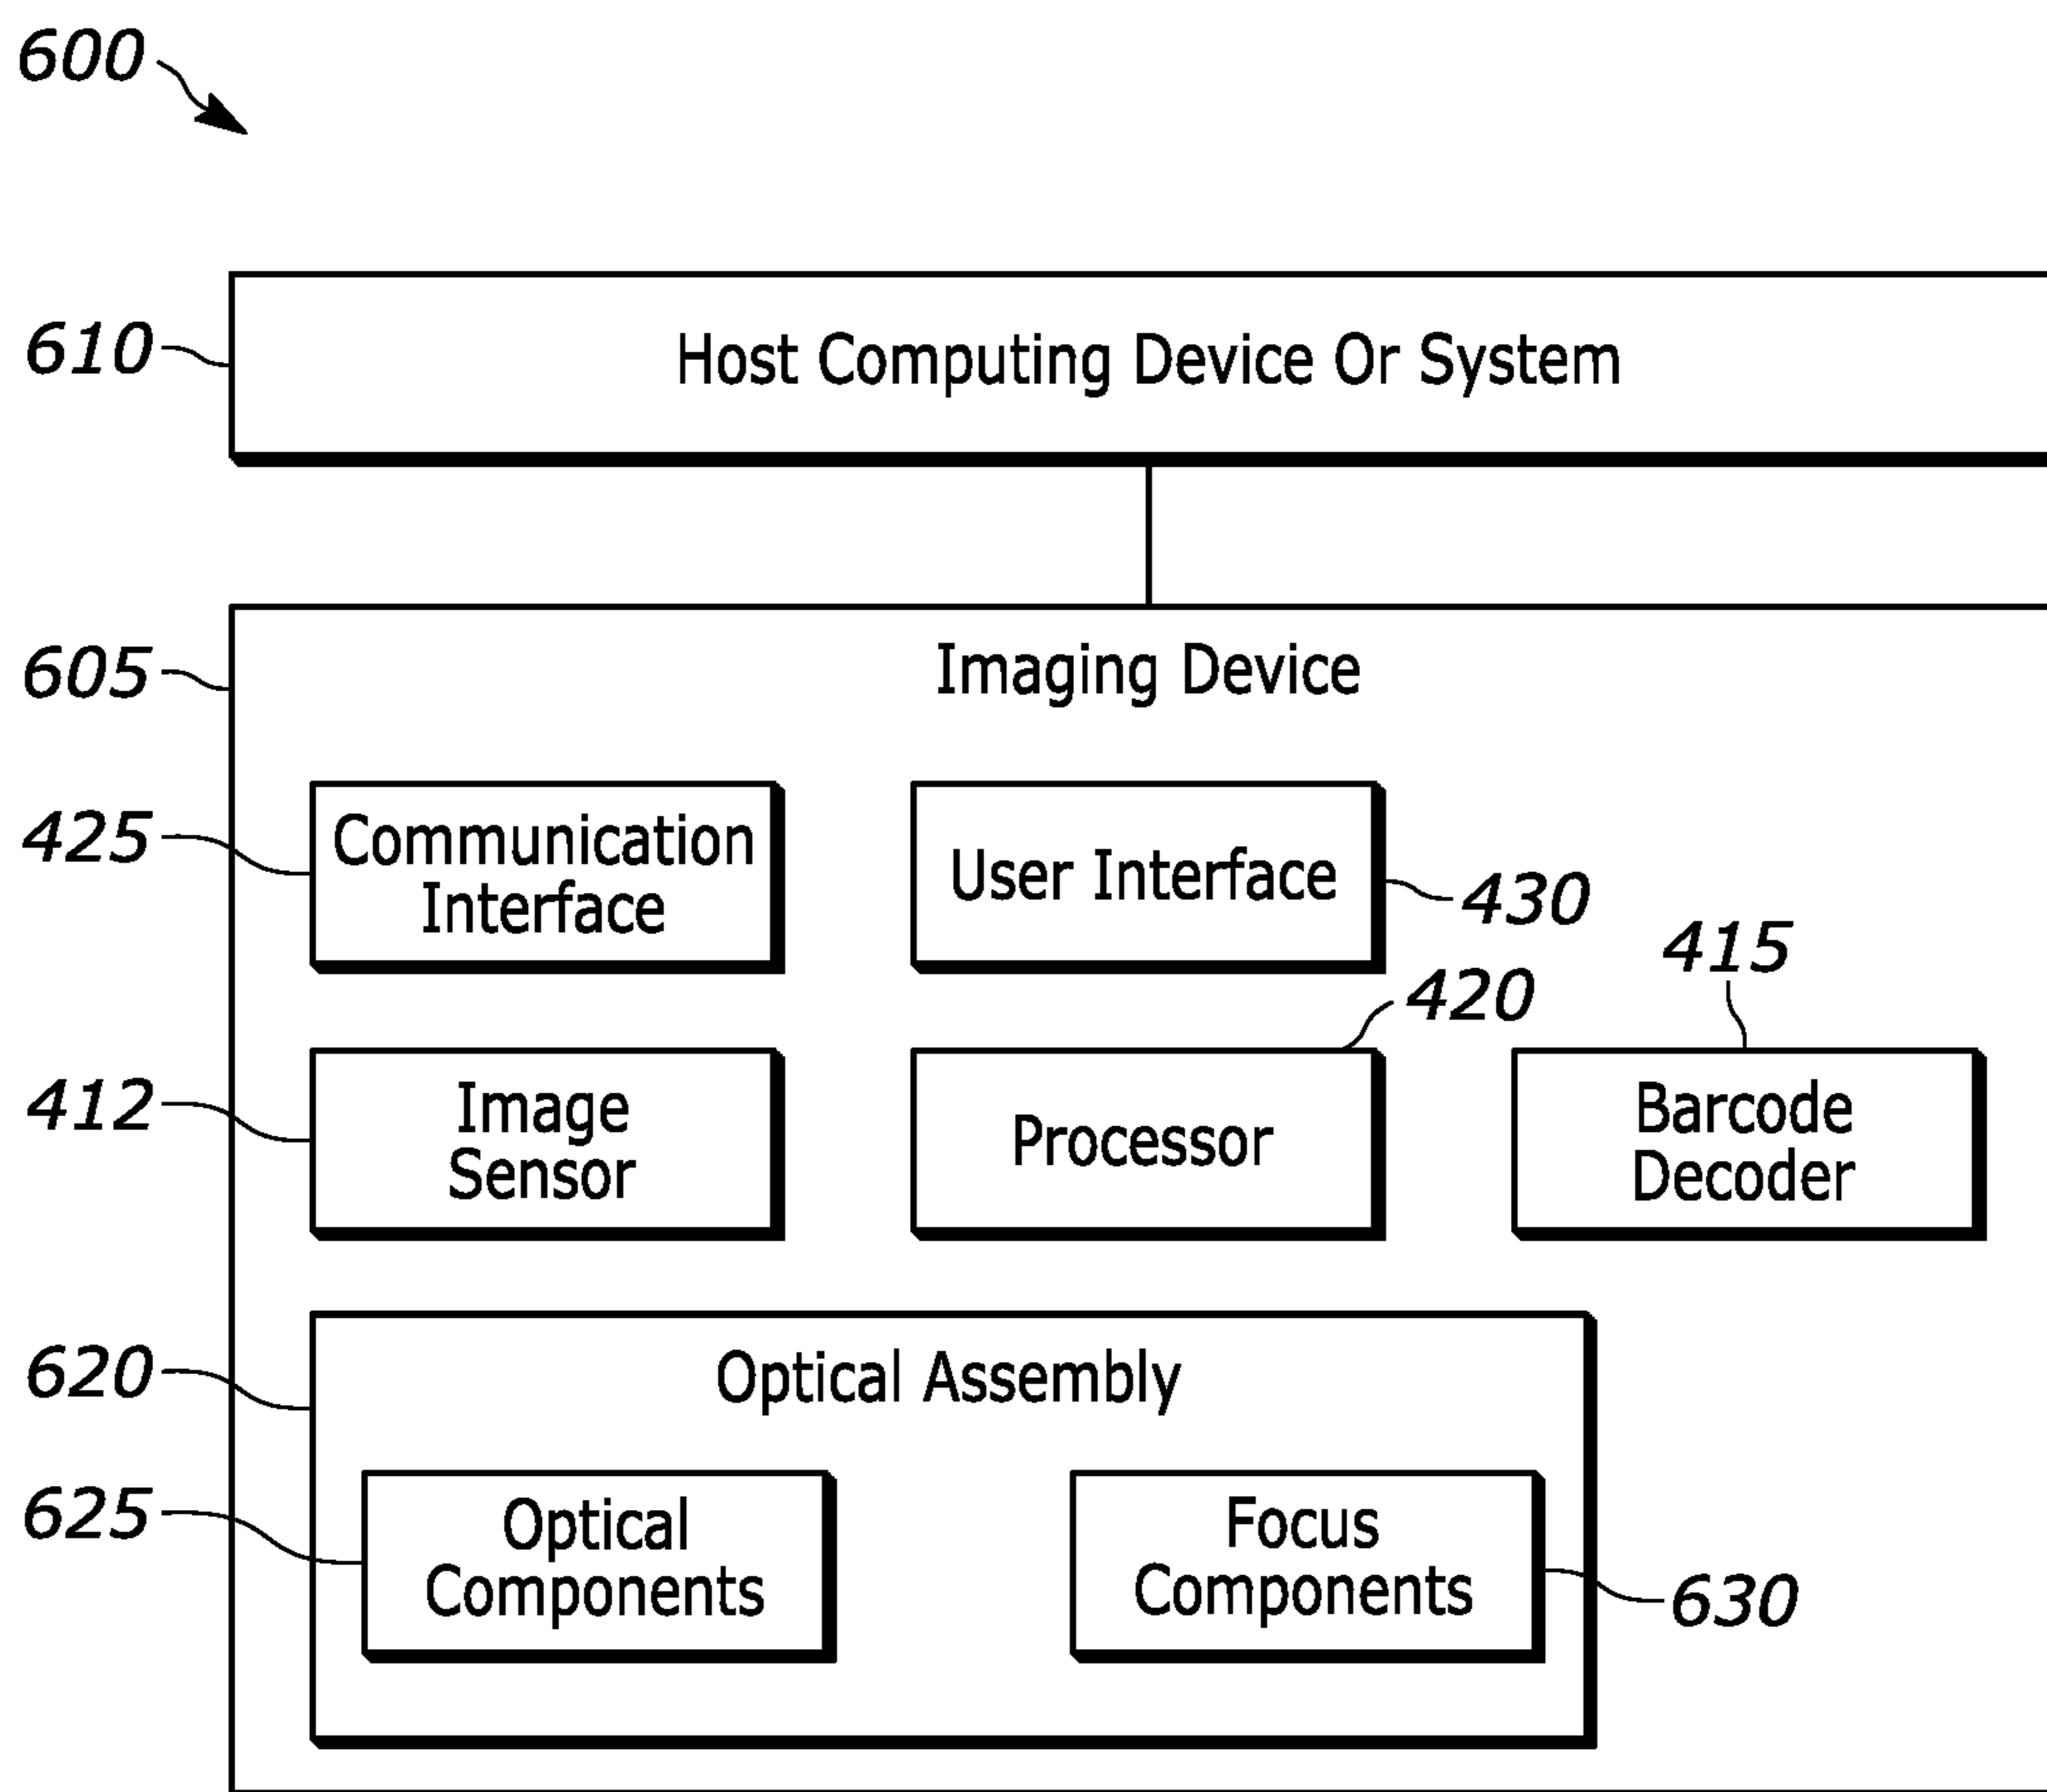 600
610
Host Computing Device Or System
605
Imaging Device
425
Communication
Interface
User Interface
430
415
420
412
Image
Sensor
Processor
Barcode
Decoder
620
Optical Assembly
625
Optical
Components
Focus
Components
630